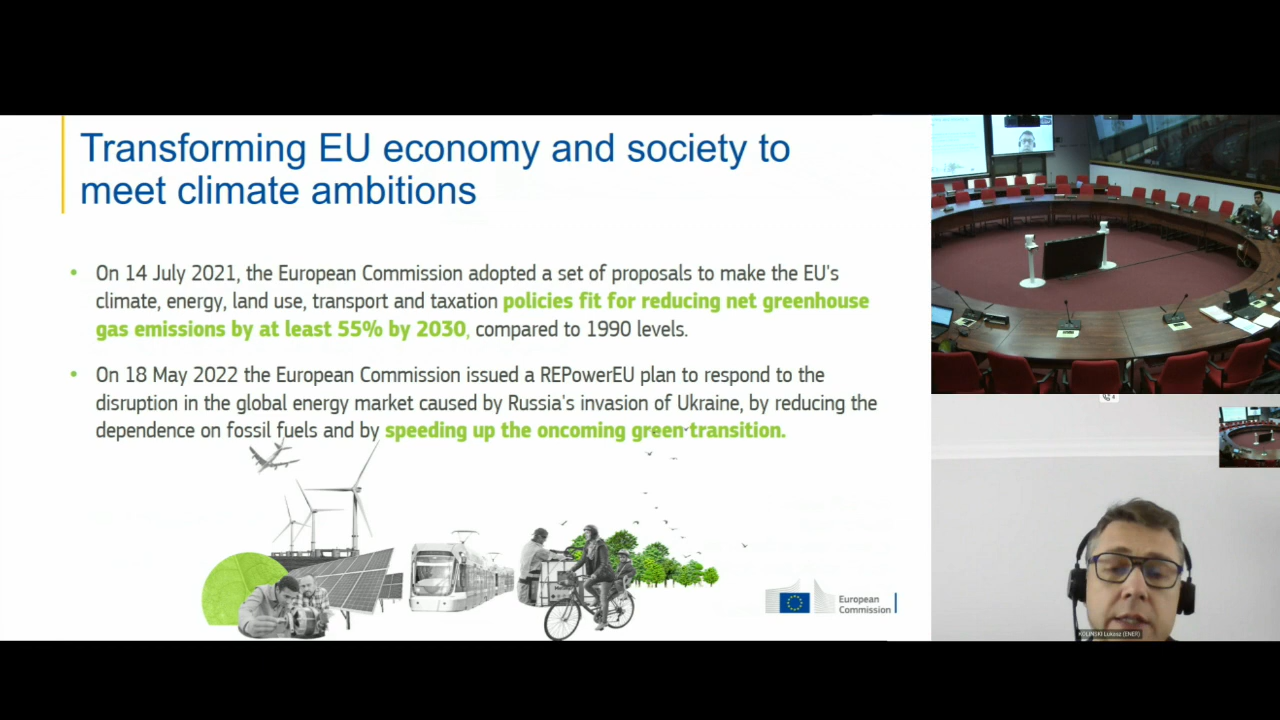 Transforming EU economy and society to
meet climate ambitions
• On 14 July 2021, the European Commission adopted a set of proposals to make the EU's
climate, energy, land use, transport and taxation policies fit for reducing net greenhouse
gas emissions by at least 55% by 2030, compared to 1990 levels.
• On 18 May 2022 the European Commission issued a REPowerEU plan to respond to the
disruption in the global energy market caused by Russia's invasion of Ukraine, by reducing the
dependence on fossil fuels and by speeding up the oncoming green transition.
European
Commission
KOLINSKI Lukasz (ENER)